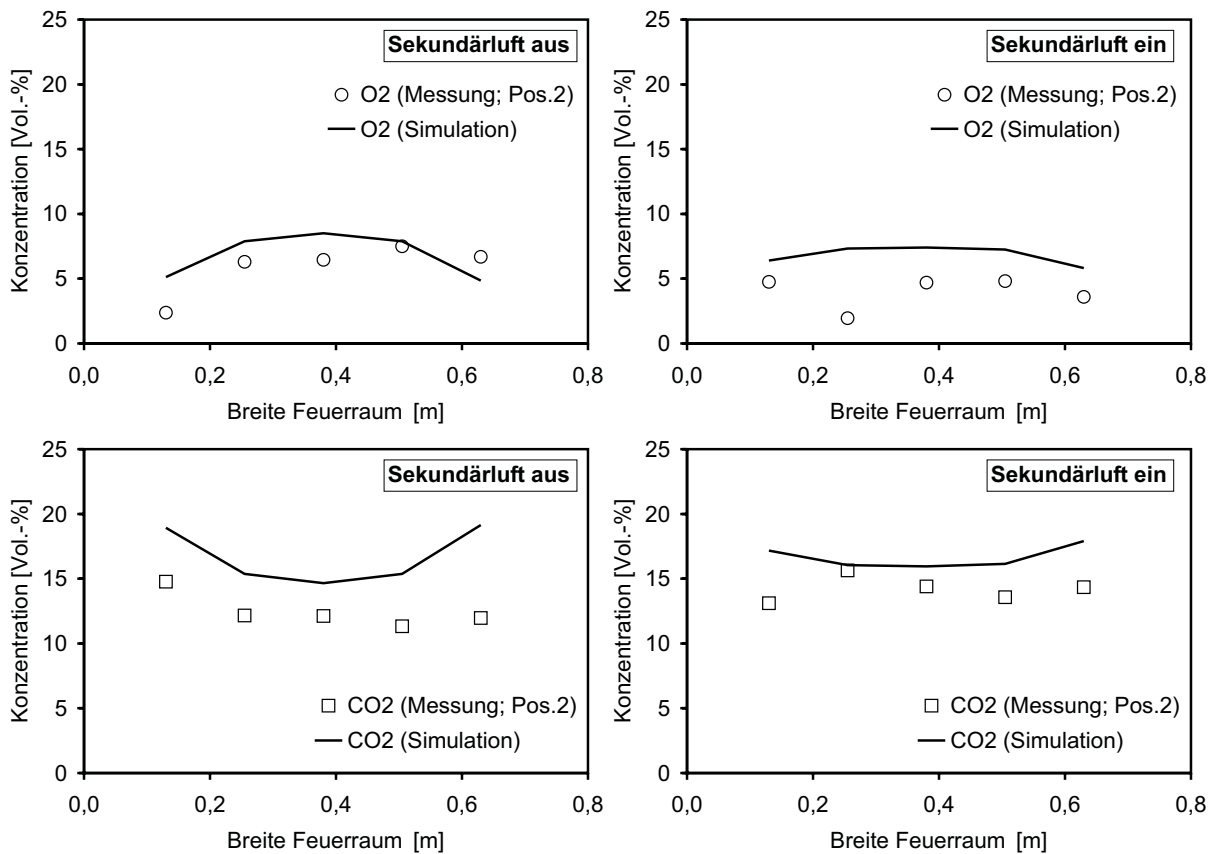 Sekundärluft aus
O2 (Messung; Pos.2)
O2 (Simulation)
Konzentration [Vol.-%]
25
20
15
10
5
0
0,0 0,2 0,4 0,6 0,8
Breite Feuerraum [m]
Sekundärluft ein
O2 (Messung; Pos.2)
O2 (Simulation)
Konzentration [Vol.-%]
25
20
15
10
5
0
0,0 0,2 0,4 0,6 0,8
Breite Feuerraum [m]
Sekundärluft aus
CO2 (Messung; Pos.2)
CO2 (Simulation)
Konzentration [Vol.-%]
25
20
15
10
5
0
0,0 0,2 0,4 0,6 0,8
Breite Feuerraum [m]
Sekundärluft ein
CO2 (Messung; Pos.2)
CO2 (Simulation)
Konzentration [Vol.-%]
25
20
15
10
5
0
0,0 0,2 0,4 0,6 0,8
Breite Feuerraum [m]